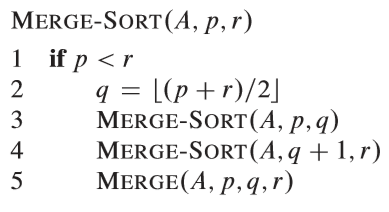 MERGE-SORT(A, p, r)
1 if p < r
2 q = ⌊(p + r)/2⌋
3 MERGE-SORT(A, p, q)
4 MERGE-SORT(A, q + 1, r)
5 MERGE(A, p, q, r)